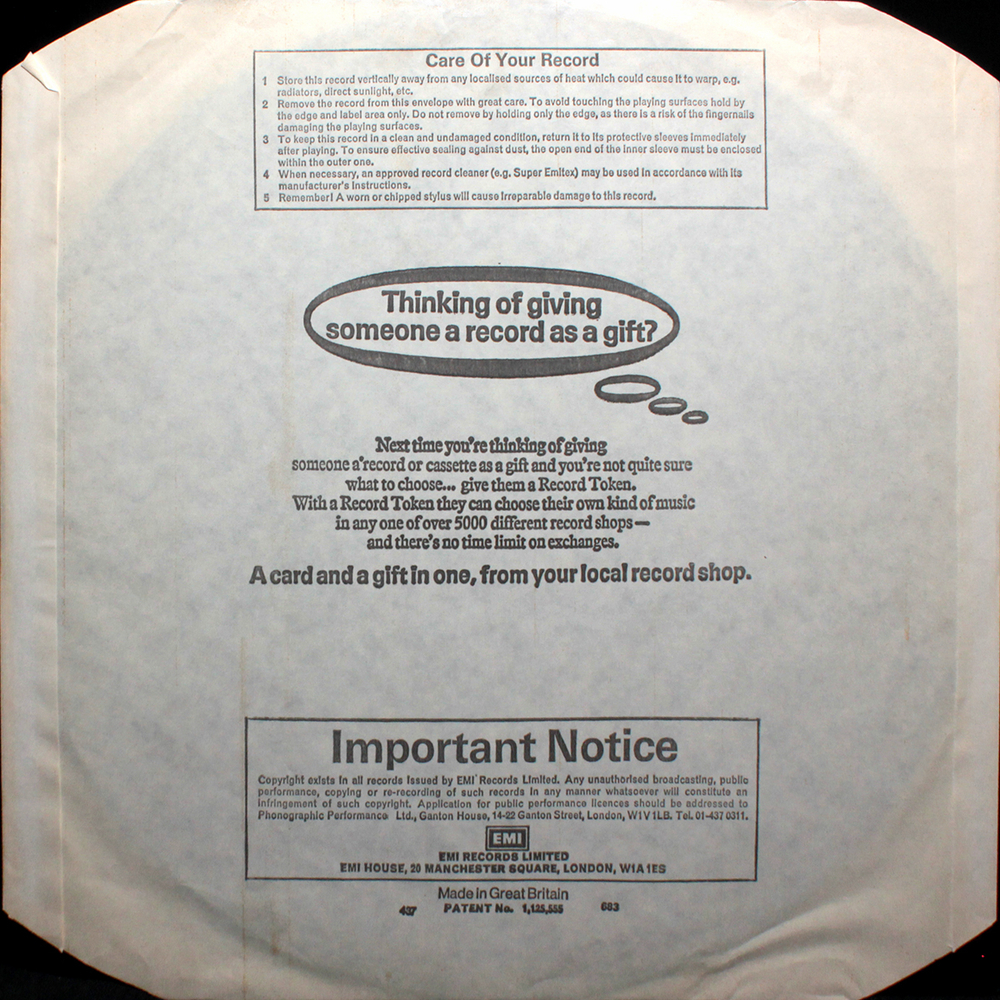 Care Of Your Record
1 Store this record vertically away from any localised sources of heat which could cause it to warp, e.g.
radiators, direct sunlight, etc.
2 Remove the record from this envelope with great care. To avoid touching the playing surfaces hold by
the edge and label area only. Do not remove by holding only the edge, as there is a risk of the fingernails
damaging the playing surfaces.
3 To keep this record in a clean and undamaged condition, return it to its protective sleeves immediately
after playing. To ensure effective sealing against dust, the open end of the inner sleeve must be enclosed
within the outer one.
4 When necessary, an approved record cleaner (e.g. Super Emitex) may be used in accordance with its
manufacturer's instructions.
5 Remember! A worn or chipped stylus will cause irreparable damage to this record.
Thinking of giving
someone a record as a gift?
Next time you're thinking of giving
someone a record or cassette as a gift and you're not quite sure
what to choose... give them a Record Token.
With a Record Token they can choose their own kind of music
in any one of over 5000 different record shops —
and there's no time limit on exchanges.
A card and a gift in one, from your local record shop.
Important Notice
Copyright exists in all records issued by EMI Records Limited. Any unauthorised broadcasting, public
performance, copying or re-recording of such records in any manner whatsoever will constitute an
infringement of such copyright. Application for public performance licences should be addressed to
Phonographic Performance Ltd., Ganton House, 14-22 Ganton Street, London, W1V 1LB. Tel. 01-437 0311.
EMI
EMI RECORDS LIMITED
EMI HOUSE, 20 MANCHESTER SQUARE, LONDON, W1A 1ES
Made in Great Britain
437 PATENT No. 1,125,555 683